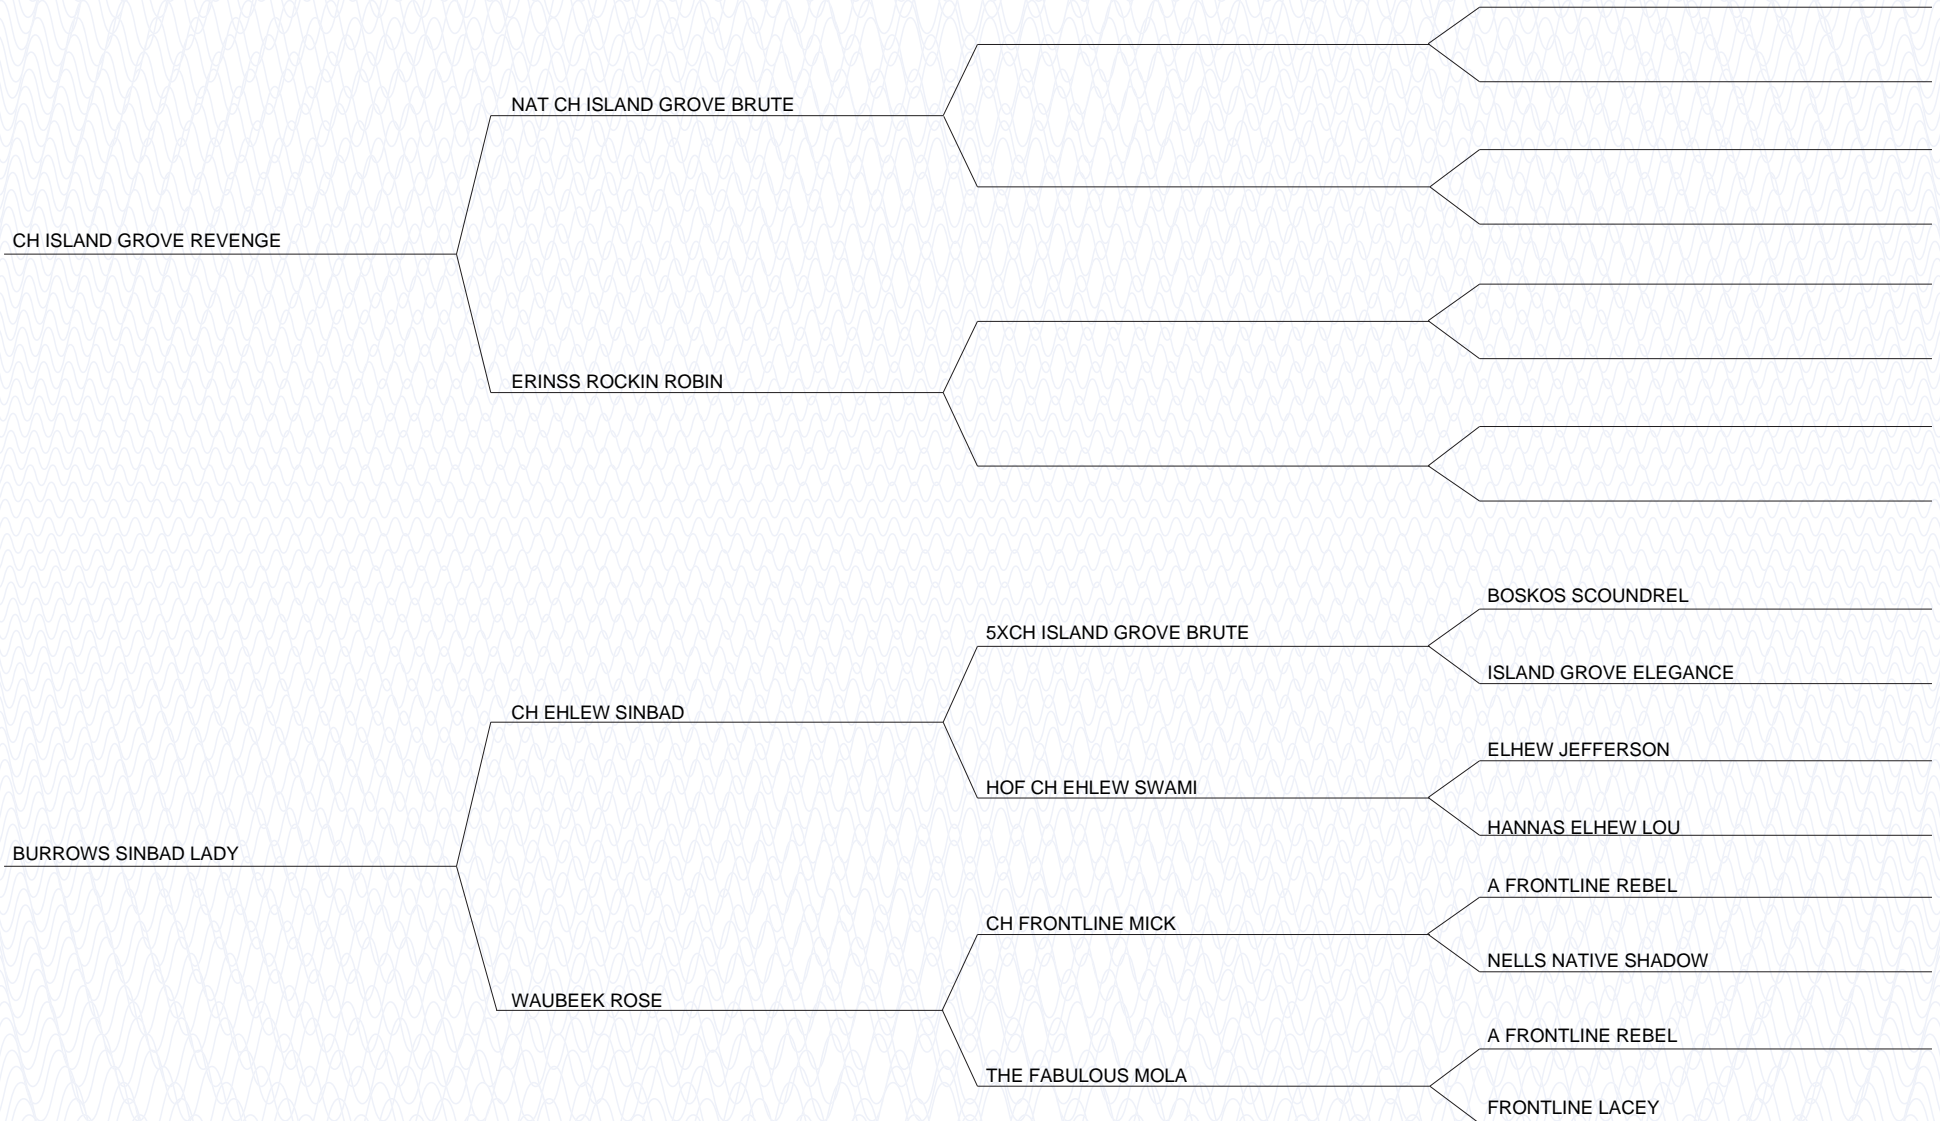 NAT CH ISLAND GROVE BRUTE
CH ISLAND GROVE REVENGE
ERINSS ROCKIN ROBIN
BOSKOS SCOUNDREL
5XCH ISLAND GROVE BRUTE
ISLAND GROVE ELEGANCE
CH EHLEW SINBAD
ELHEW JEFFERSON
HOF CH EHLEW SWAMI
HANNAS ELHEW LOU
BURROWS SINBAD LADY
A FRONTLINE REBEL
CH FRONTLINE MICK
NELLS NATIVE SHADOW
WAUBEEK ROSE
A FRONTLINE REBEL
THE FABULOUS MOLA
FRONTLINE LACEY